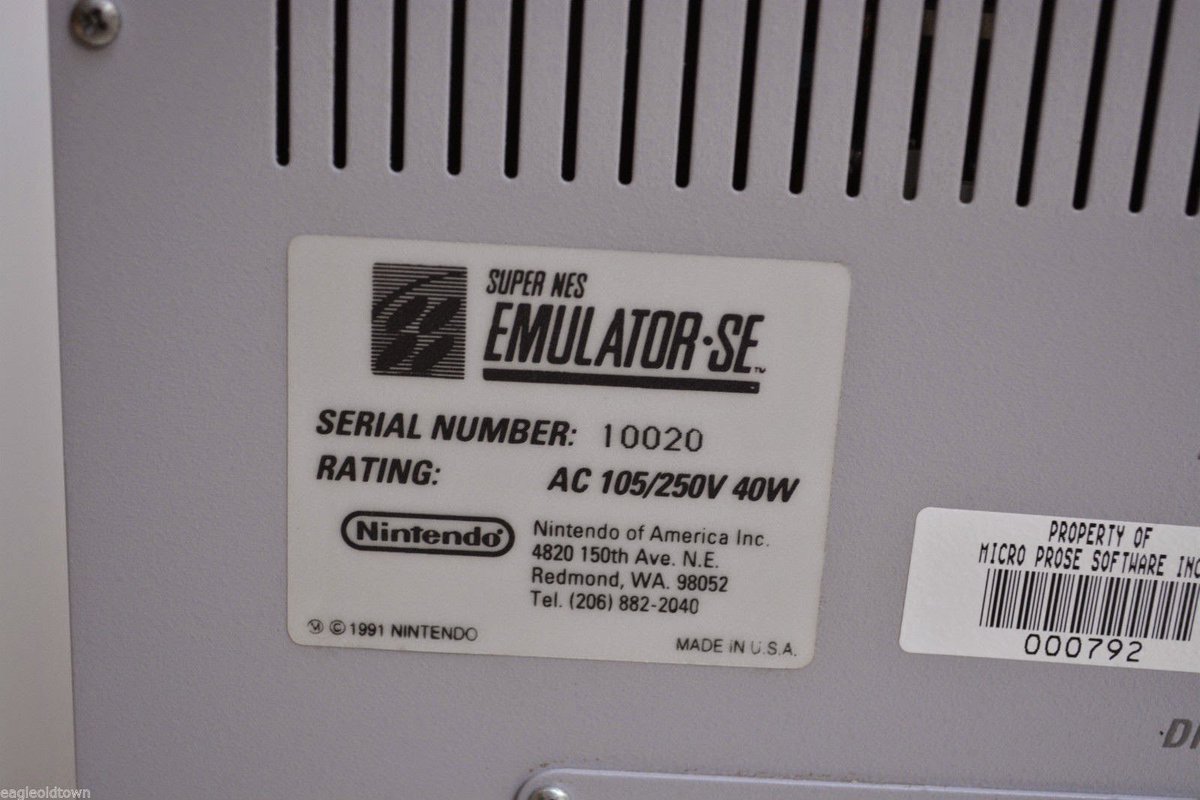 SUPER NES
EMULATOR·SE™
SERIAL NUMBER: 10020
RATING: AC 105/250V 40W
Nintendo®
Nintendo of America Inc.
4820 150th Ave. N.E.
Redmond, WA. 98052
Tel. (206) 882-2040
Ⓜ © 1991 NINTENDO
MADE IN U.S.A.
PROPERTY OF
MICRO PROSE SOFTWARE INC
000792
eagleoldtown